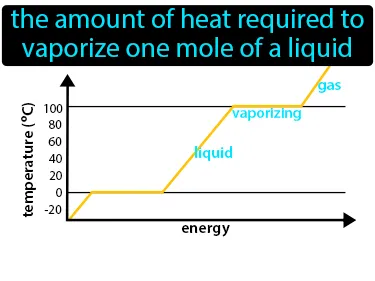 the amount of heat required to
vaporize one mole of a liquid
gas
100
vaporizing
80
60
liquid
40
20
0
-20
temperature (°C)
energy